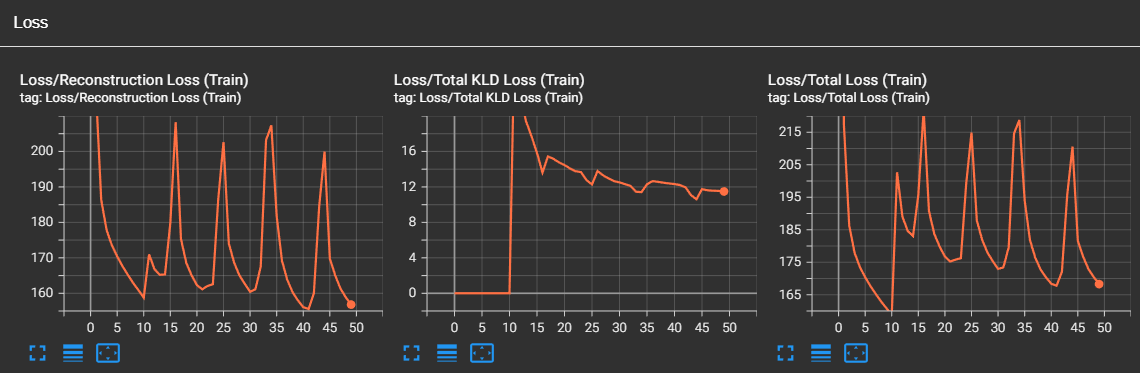 Loss
Loss/Reconstruction Loss (Train)
tag: Loss/Reconstruction Loss (Train)
200
190
180
170
160
0 5 10 15 20 25 30 35 40 45 50
Loss/Total KLD Loss (Train)
tag: Loss/Total KLD Loss (Train)
16
12
8
4
0
0 5 10 15 20 25 30 35 40 45 50
Loss/Total Loss (Train)
tag: Loss/Total Loss (Train)
215
205
195
185
175
165
0 5 10 15 20 25 30 35 40 45 50